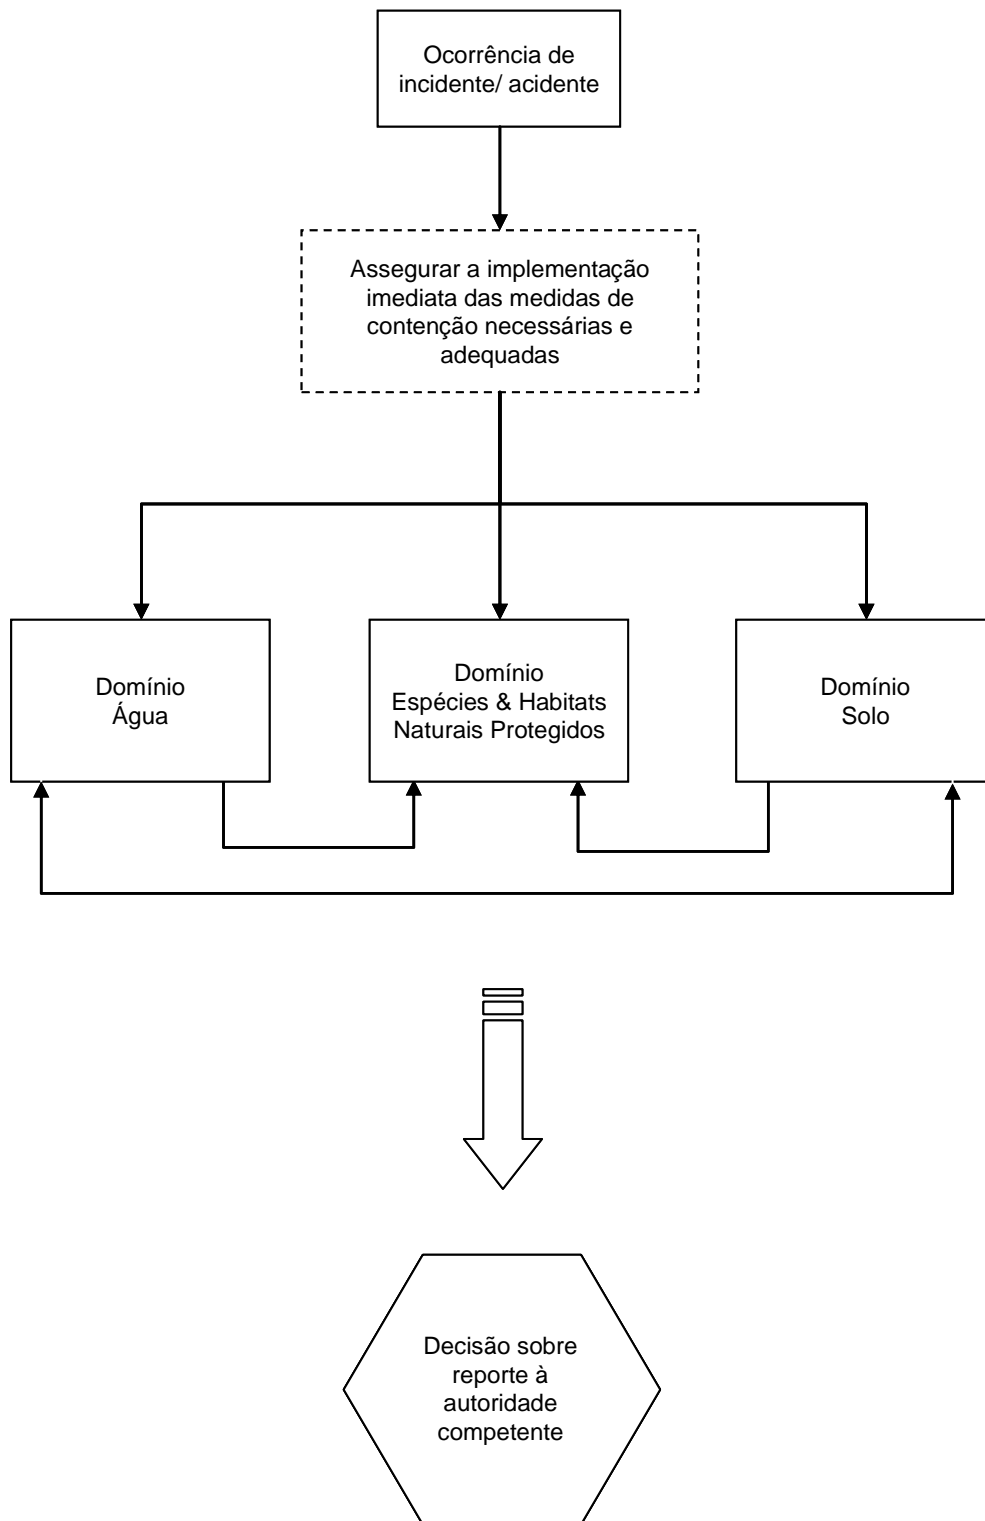 Ocorrência de
incidente/ acidente
Assegurar a implementação
imediata das medidas de
contenção necessárias e
adequadas
Domínio
Água
Domínio
Espécies & Habitats
Naturais Protegidos
Domínio
Solo
Decisão sobre
reporte à
autoridade
competente